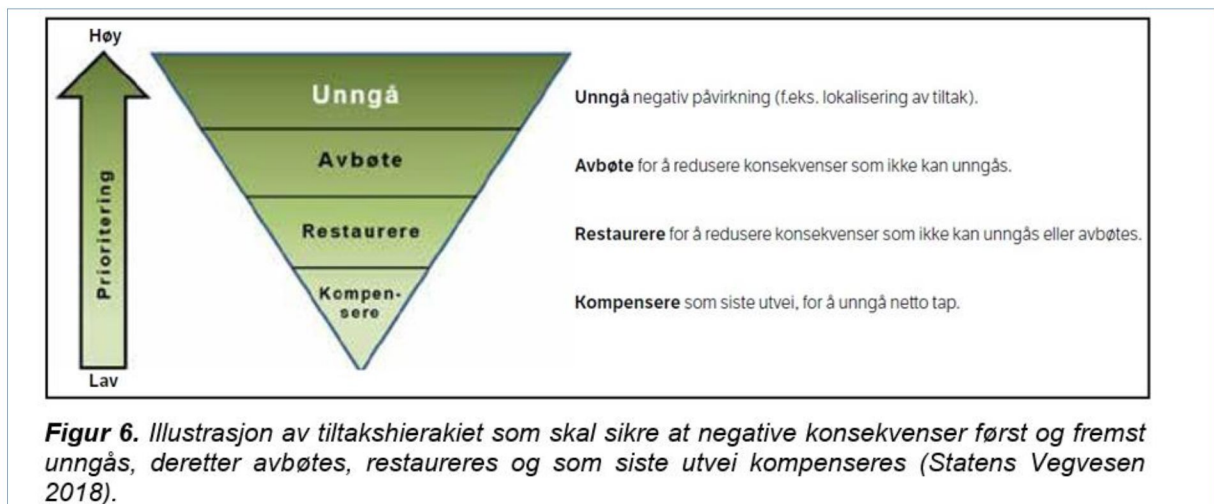 Høy
Prioritering
Lav
Unngå
Avbøte
Restaurere
Kompen-
sere
Unngå negativ påvirkning (f.eks. lokalisering av tiltak).
Avbøte for å redusere konsekvenser som ikke kan unngås.
Restaurere for å redusere konsekvenser som ikke kan unngås eller avbøtes.
Kompensere som siste utvei, for å unngå netto tap.
Figur 6. Illustrasjon av tiltakshierakiet som skal sikre at negative konsekvenser først og fremst
unngås, deretter avbøtes, restaureres og som siste utvei kompenseres (Statens Vegvesen
2018).